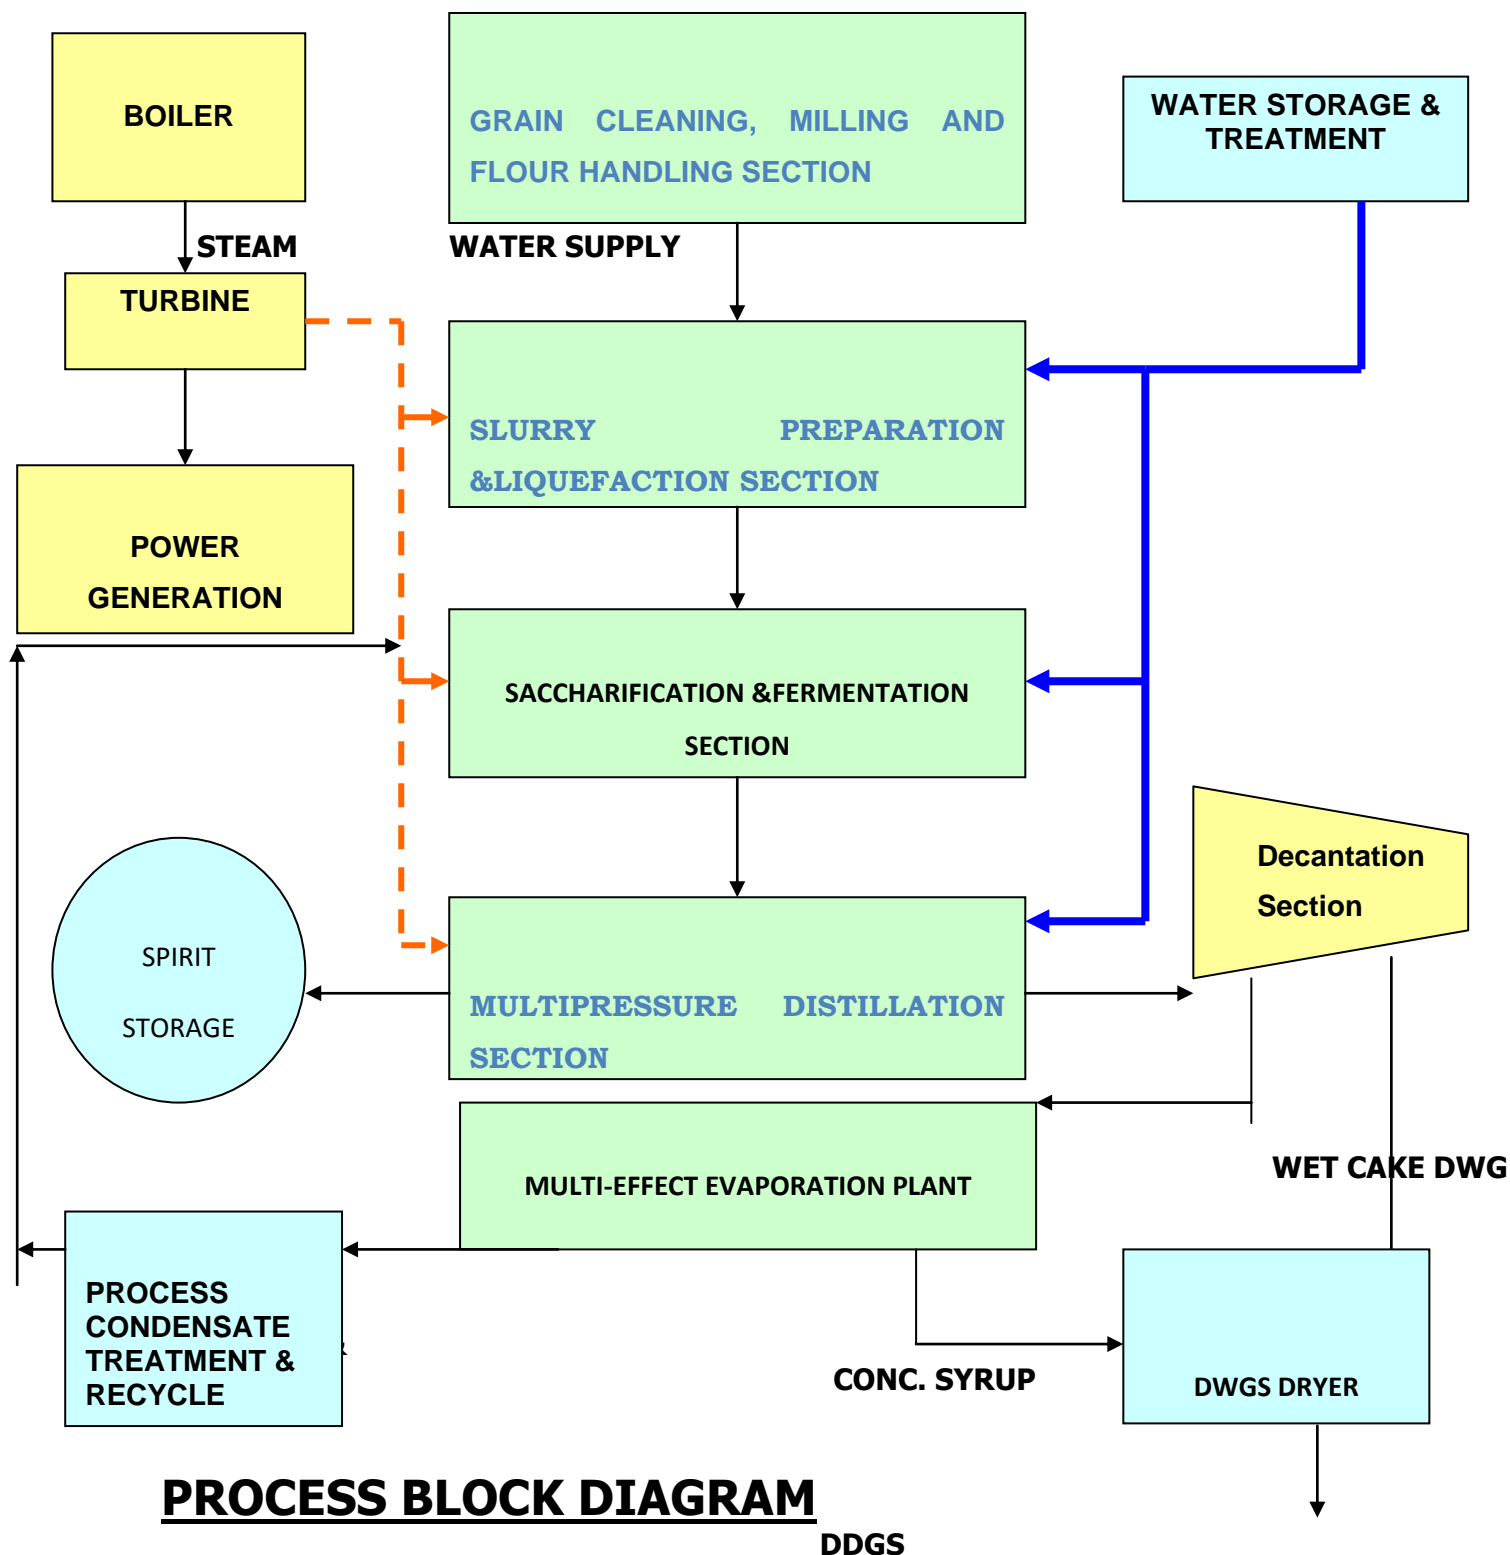 BOILER
GRAIN CLEANING, MILLING AND
FLOUR HANDLING SECTION
WATER STORAGE &
TREATMENT
STEAM
WATER SUPPLY
TURBINE
SLURRY PREPARATION
&LIQUEFACTION SECTION
POWER
GENERATION
SACCHARIFICATION &FERMENTATION
SECTION
Decantation
Section
SPIRIT
STORAGE
MULTIPRESSURE DISTILLATION
SECTION
MULTI-EFFECT EVAPORATION PLANT
WET CAKE DWG
PROCESS
CONDENSATE
TREATMENT &
RECYCLE
&
CONC. SYRUP
DWGS DRYER
PROCESS BLOCK DIAGRAM
DDGS